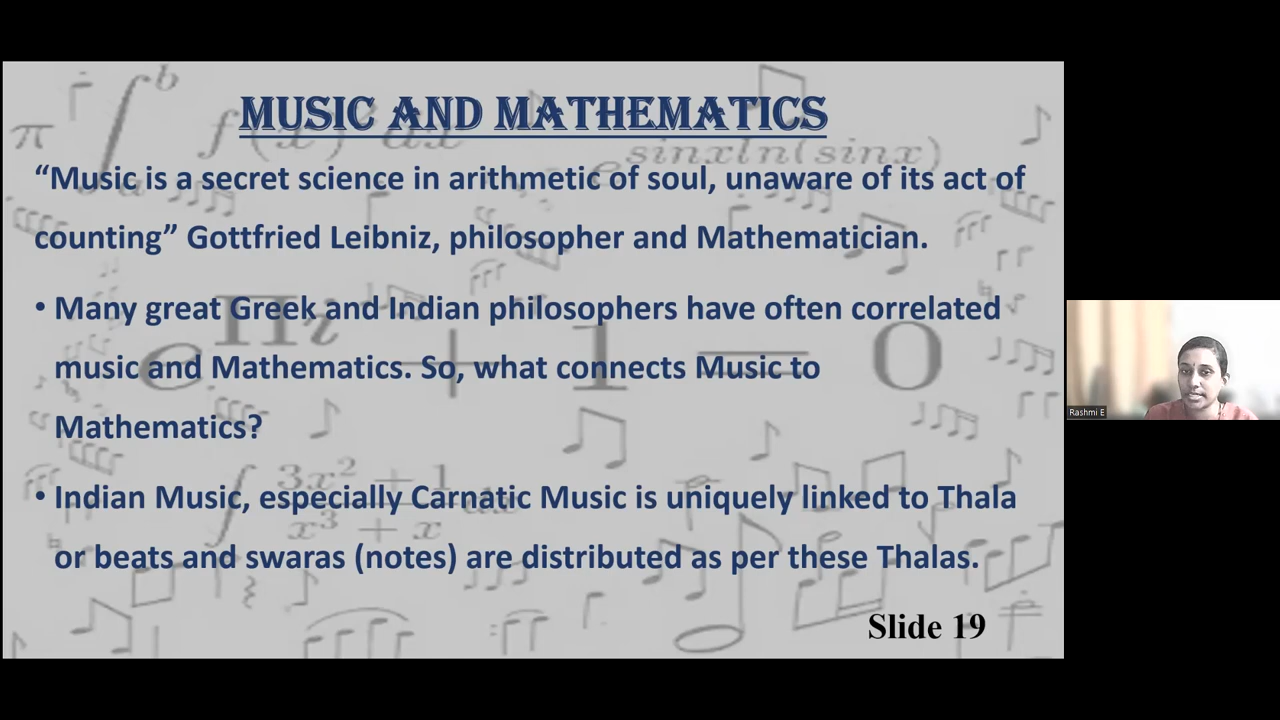 MUSIC AND MATHEMATICS
“Music is a secret science in arithmetic of soul, unaware of its act of
counting” Gottfried Leibniz, philosopher and Mathematician.
• Many great Greek and Indian philosophers have often correlated
music and Mathematics. So, what connects Music to
Mathematics?
• Indian Music, especially Carnatic Music is uniquely linked to Thala
or beats and swaras (notes) are distributed as per these Thalas.
Slide 19
Rashmi E